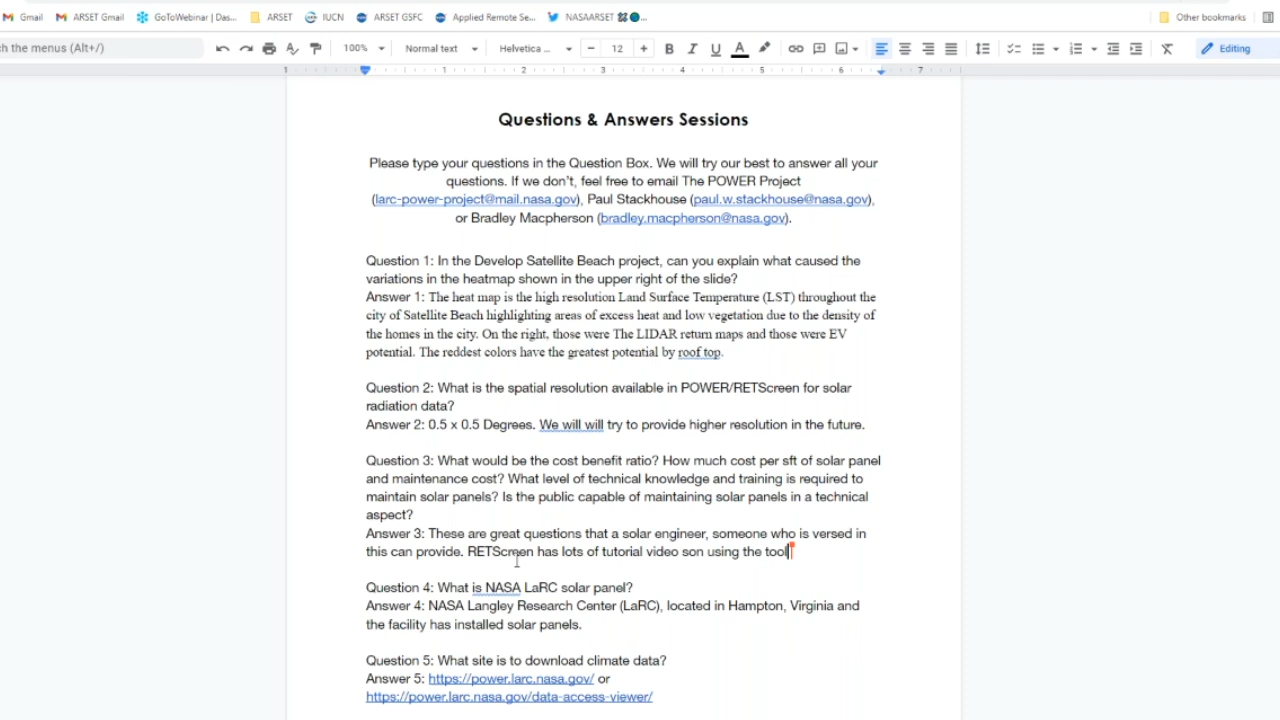 Gmail ARSET Gmail GoToWebinar | Das... ARSET IUCN ARSET GSFC Applied Remote Se... NASAARSET Other bookmarks
ch the menus (Alt+/) 100% Normal text Helvetica ... 12 B I U A Editing
1 1 2 3 4 5 6 7
Questions & Answers Sessions
Please type your questions in the Question Box. We will try our best to answer all your
questions. If we don't, feel free to email The POWER Project
(larc-power-project@mail.nasa.gov), Paul Stackhouse (paul.w.stackhouse@nasa.gov),
or Bradley Macpherson (bradley.macpherson@nasa.gov).
Question 1: In the Develop Satellite Beach project, can you explain what caused the
variations in the heatmap shown in the upper right of the slide?
Answer 1: The heat map is the high resolution Land Surface Temperature (LST) throughout the
city of Satellite Beach highlighting areas of excess heat and low vegetation due to the density of
the homes in the city. On the right, those were The LIDAR return maps and those were EV
potential. The reddest colors have the greatest potential by roof top.
Question 2: What is the spatial resolution available in POWER/RETScreen for solar
radiation data?
Answer 2: 0.5 x 0.5 Degrees. We will will try to provide higher resolution in the future.
Question 3: What would be the cost benefit ratio? How much cost per sft of solar panel
and maintenance cost? What level of technical knowledge and training is required to
maintain solar panels? Is the public capable of maintaining solar panels in a technical
aspect?
Answer 3: These are great questions that a solar engineer, someone who is versed in
this can provide. RETScreen has lots of tutorial video son using the tool
Question 4: What is NASA LaRC solar panel?
Answer 4: NASA Langley Research Center (LaRC), located in Hampton, Virginia and
the facility has installed solar panels.
Question 5: What site is to download climate data?
Answer 5: https://power.larc.nasa.gov/ or
https://power.larc.nasa.gov/data-access-viewer/